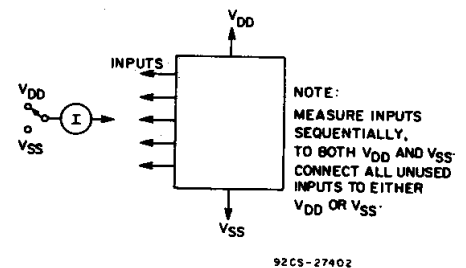 VDD
INPUTS
VDD
I
VSS
NOTE:
MEASURE INPUTS
SEQUENTIALLY,
TO BOTH VDD AND VSS.
CONNECT ALL UNUSED
INPUTS TO EITHER
VDD OR VSS.
VSS
92CS-27402